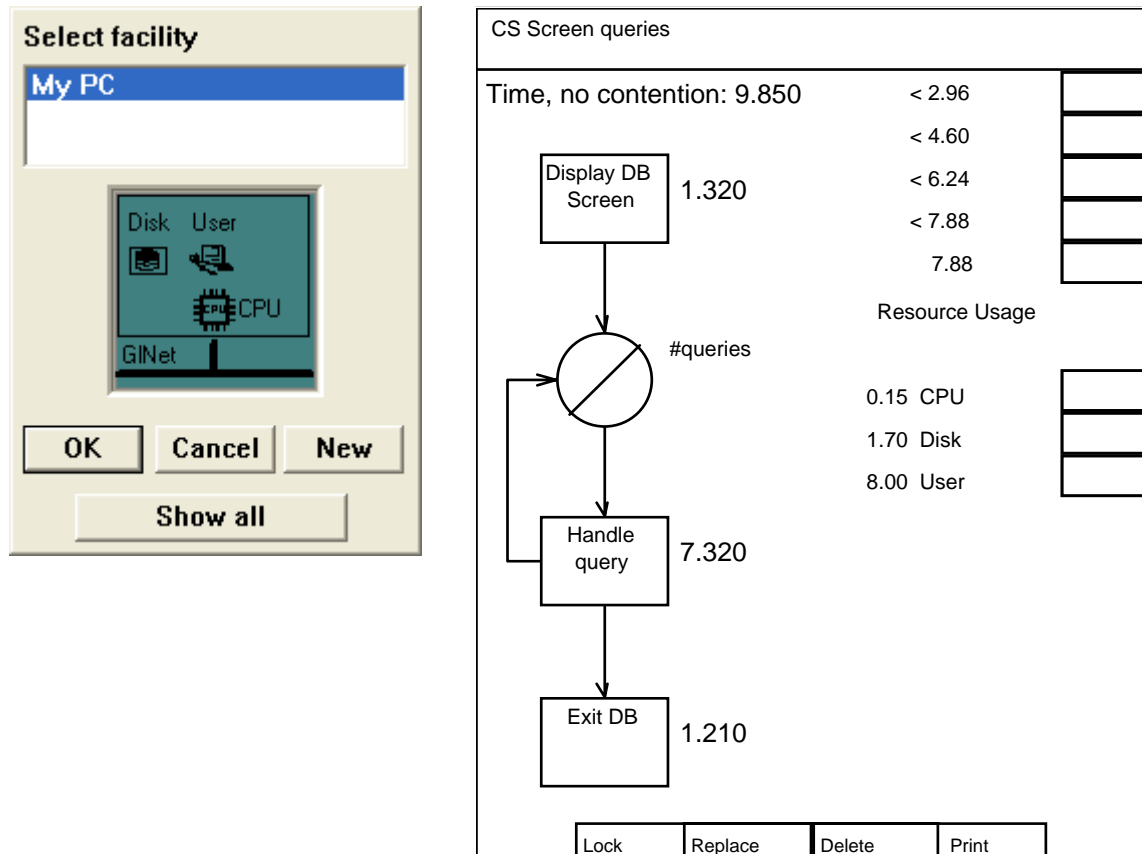 Select facility
My PC
Disk User
CPU
CPU
GINet
OK Cancel New
Show all
CS Screen queries
Time, no contention: 9.850
< 2.96
< 4.60
< 6.24
< 7.88
7.88
Resource Usage
0.15 CPU
1.70 Disk
8.00 User
Display DB
Screen
1.320
#queries
Handle
query
7.320
Exit DB
1.210
Lock Replace Delete Print